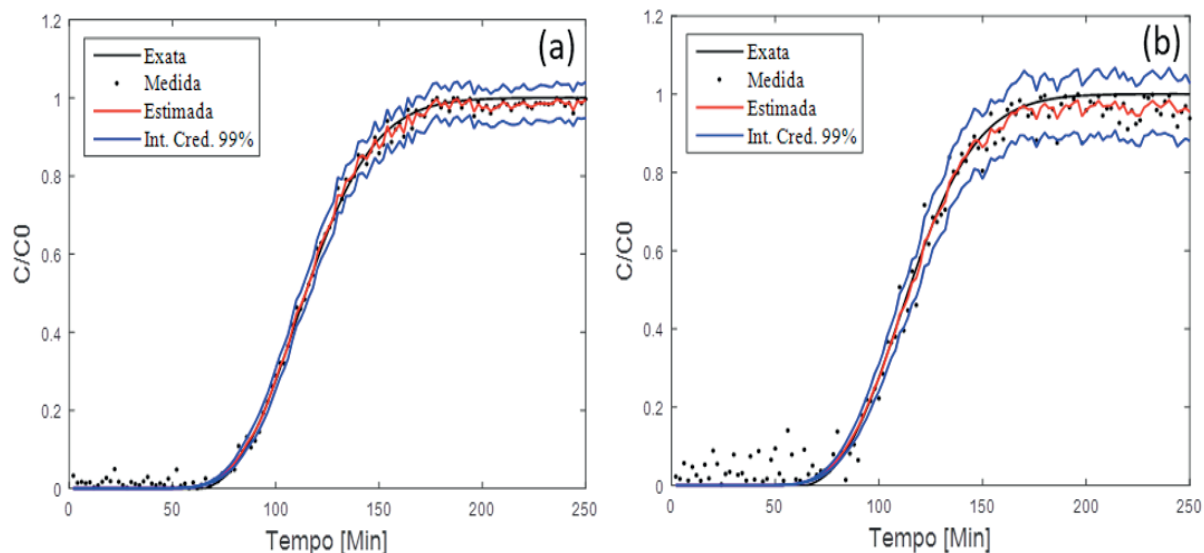 (a)
Exata
Medida
Estimada
Int. Cred. 99%
C/C0
1.2
1
0.8
0.6
0.4
0.2
0
0 50 100 150 200 250
Tempo [Min]
(b)
Exata
Medida
Estimada
Int. Cred. 99%
C/C0
1.2
1
0.8
0.6
0.4
0.2
0
0 50 100 150 200 250
Tempo [Min]